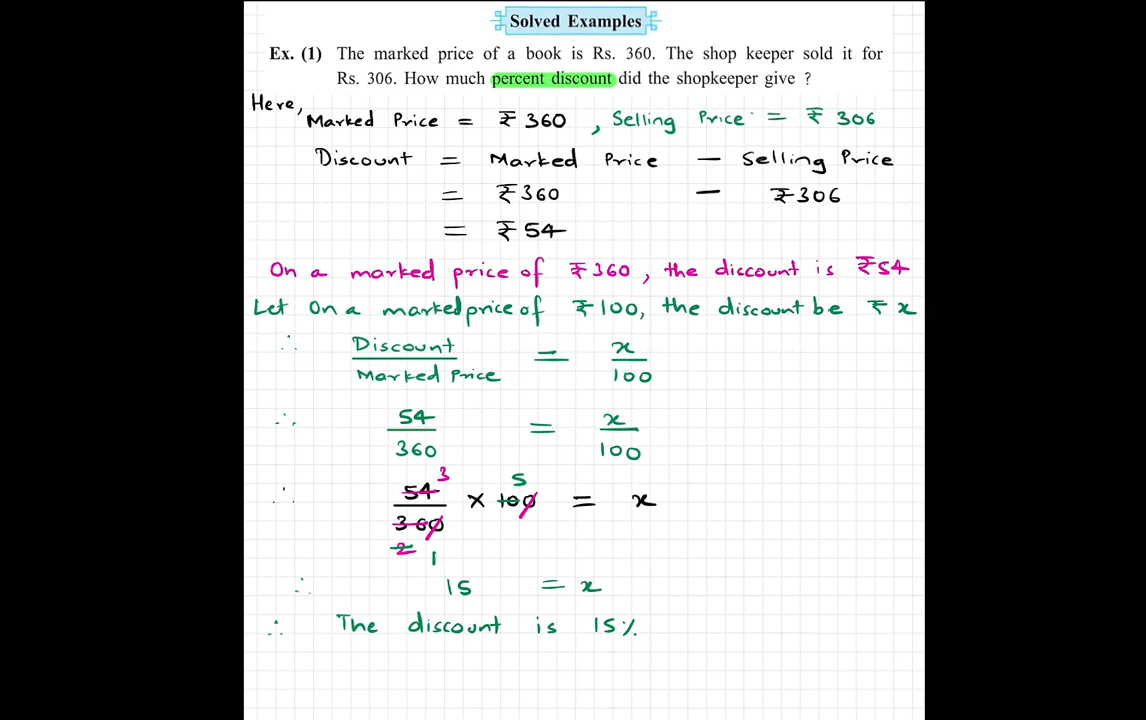 Solved Examples
Ex. (1) The marked price of a book is Rs. 360. The shop keeper sold it for
Rs. 306. How much percent discount did the shopkeeper give ?
Here,
Marked Price = ₹ 360 , Selling Price = ₹ 306
Discount = Marked Price - Selling Price
= ₹360 - ₹306
= ₹54
On a marked price of ₹360, the discount is ₹54
Let on a marked price of ₹100, the discount be ₹ x
∴ Discount/Marked Price = x/100
∴ 54/360 = x/100
3 5
∴ 54/360 × 100 = x
2 1
∴ 15 = x
∴ The discount is 15%